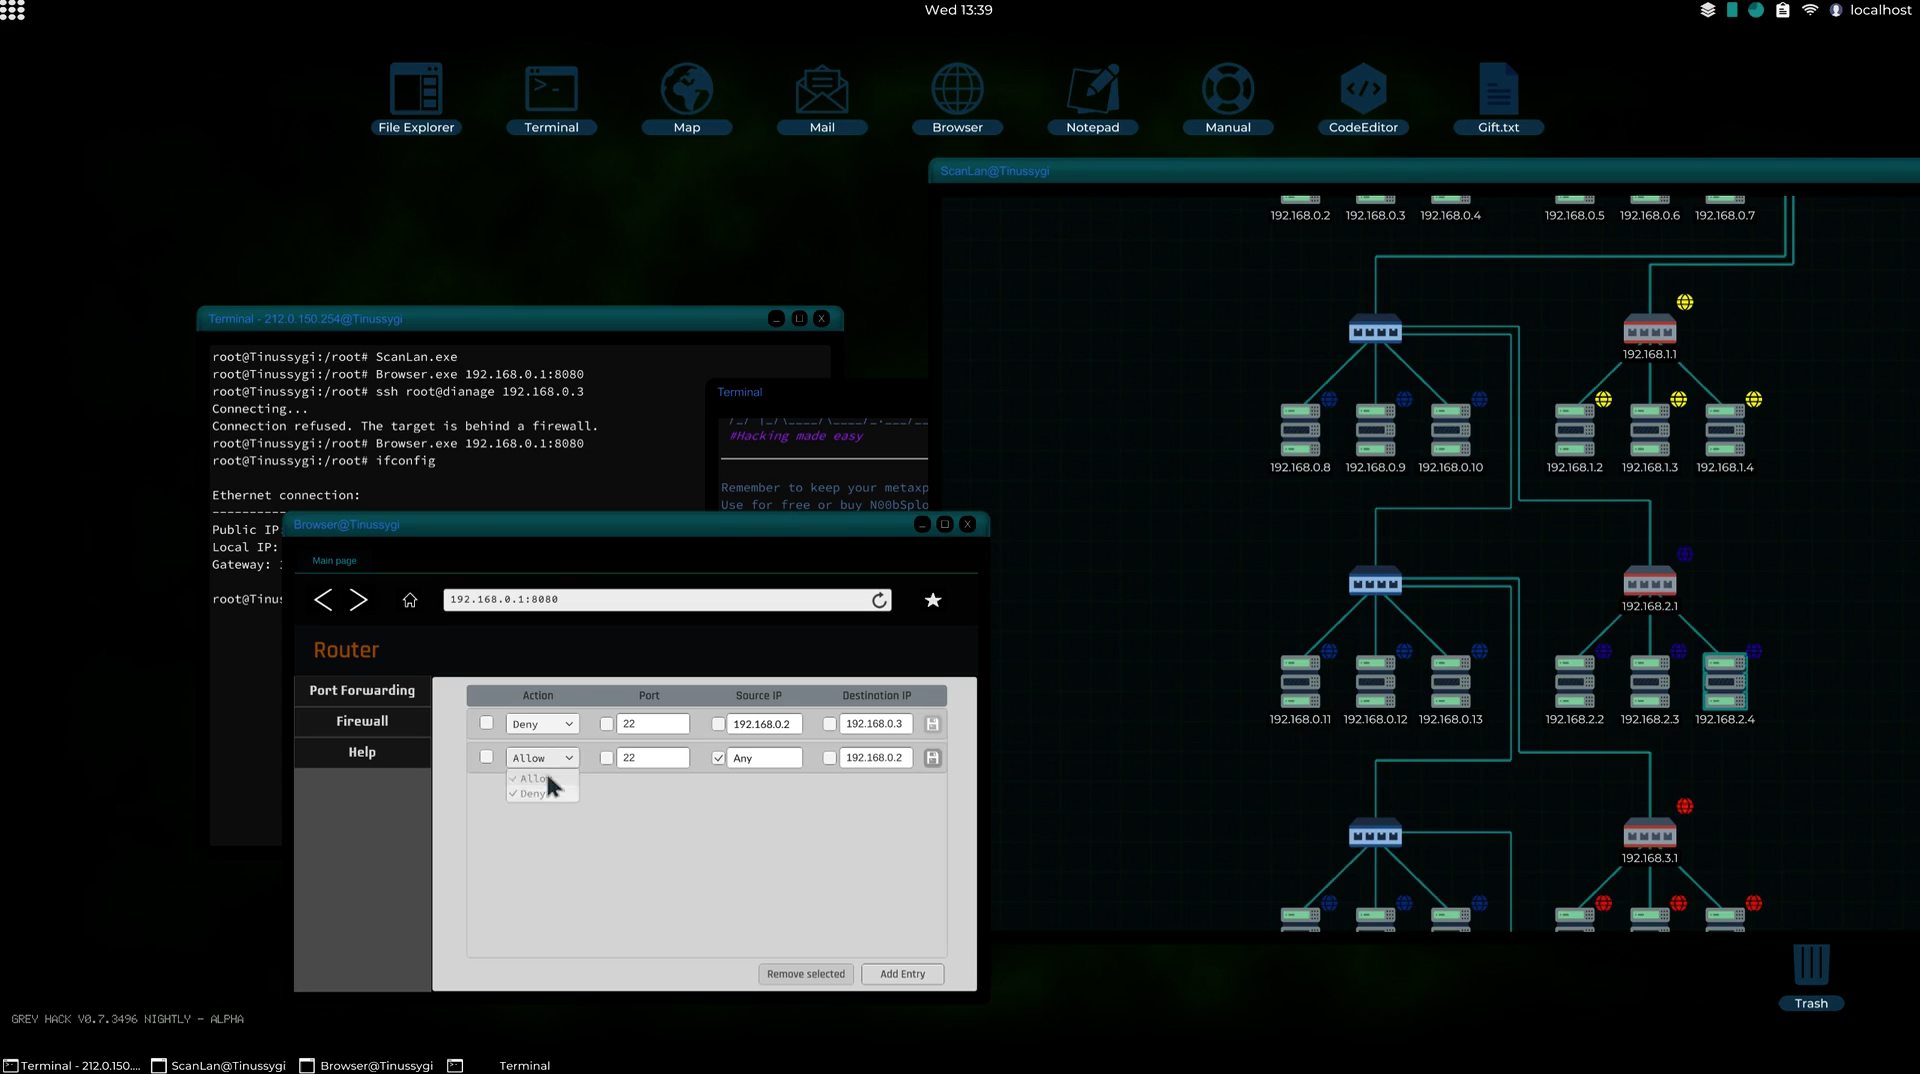 Wed 13:39
localhost
File Explorer
Terminal
Map
Mail
Browser
Notepad
Manual
CodeEditor
Gift.txt
ScanLan@Tinussygi
192.168.0.2 192.168.0.3 192.168.0.4 192.168.0.5 192.168.0.6 192.168.0.7
192.168.1.1
192.168.0.8 192.168.0.9 192.168.0.10 192.168.1.2 192.168.1.3 192.168.1.4
192.168.2.1
192.168.0.11 192.168.0.12 192.168.0.13 192.168.2.2 192.168.2.3 192.168.2.4
192.168.3.1
Terminal - 212.0.150.254@Tinussygi
root@Tinussygi:/root# ScanLan.exe
root@Tinussygi:/root# Browser.exe 192.168.0.1:8080
root@Tinussygi:/root# ssh root@dianage 192.168.0.3
Connecting...
Connection refused. The target is behind a firewall.
root@Tinussygi:/root# Browser.exe 192.168.0.1:8080
root@Tinussygi:/root# ifconfig
Ethernet connection:
Public IP:
Local IP:
Gateway:
root@Tinus
Terminal
#Hacking made easy
Remember to keep your metaxp
Use for free or buy N00bSplo
Browser@Tinussygi
Main page
192.168.0.1:8080
Router
Port Forwarding
Firewall
Help
Action Port Source IP Destination IP
Deny 22 192.168.0.2 192.168.0.3
Allow 22 Any 192.168.0.2
Allow
Deny
Remove selected Add Entry
Trash
GREY HACK V0.7.3496 NIGHTLY - ALPHA
Terminal - 212.0.150.... ScanLan@Tinussygi Browser@Tinussygi Terminal